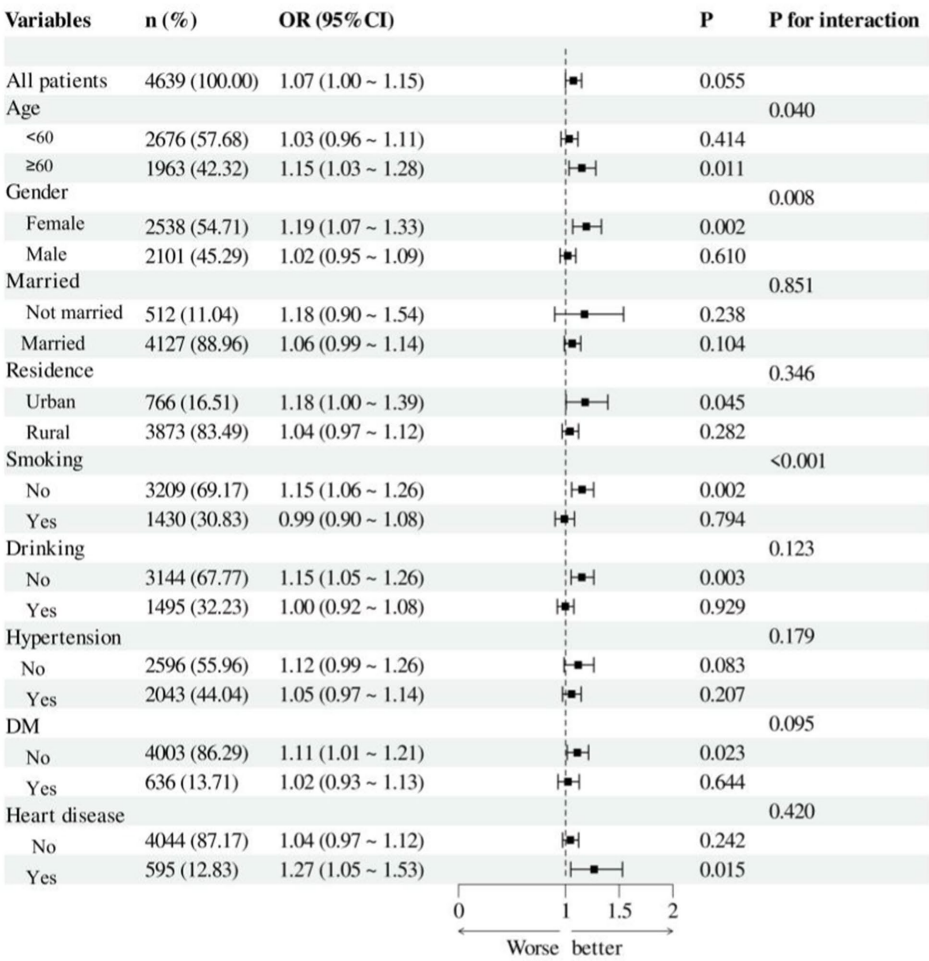 Variables n (%) OR (95%CI) P P for interaction
All patients 4639 (100.00) 1.07 (1.00 ~ 1.15) 0.055
Age 0.040
<60 2676 (57.68) 1.03 (0.96 ~ 1.11) 0.414
≥60 1963 (42.32) 1.15 (1.03 ~ 1.28) 0.011
Gender 0.008
Female 2538 (54.71) 1.19 (1.07 ~ 1.33) 0.002
Male 2101 (45.29) 1.02 (0.95 ~ 1.09) 0.610
Married 0.851
Not married 512 (11.04) 1.18 (0.90 ~ 1.54) 0.238
Married 4127 (88.96) 1.06 (0.99 ~ 1.14) 0.104
Residence 0.346
Urban 766 (16.51) 1.18 (1.00 ~ 1.39) 0.045
Rural 3873 (83.49) 1.04 (0.97 ~ 1.12) 0.282
Smoking <0.001
No 3209 (69.17) 1.15 (1.06 ~ 1.26) 0.002
Yes 1430 (30.83) 0.99 (0.90 ~ 1.08) 0.794
Drinking 0.123
No 3144 (67.77) 1.15 (1.05 ~ 1.26) 0.003
Yes 1495 (32.23) 1.00 (0.92 ~ 1.08) 0.929
Hypertension 0.179
No 2596 (55.96) 1.12 (0.99 ~ 1.26) 0.083
Yes 2043 (44.04) 1.05 (0.97 ~ 1.14) 0.207
DM 0.095
No 4003 (86.29) 1.11 (1.01 ~ 1.21) 0.023
Yes 636 (13.71) 1.02 (0.93 ~ 1.13) 0.644
Heart disease 0.420
No 4044 (87.17) 1.04 (0.97 ~ 1.12) 0.242
Yes 595 (12.83) 1.27 (1.05 ~ 1.53) 0.015
0 1 1.5 2
Worse better